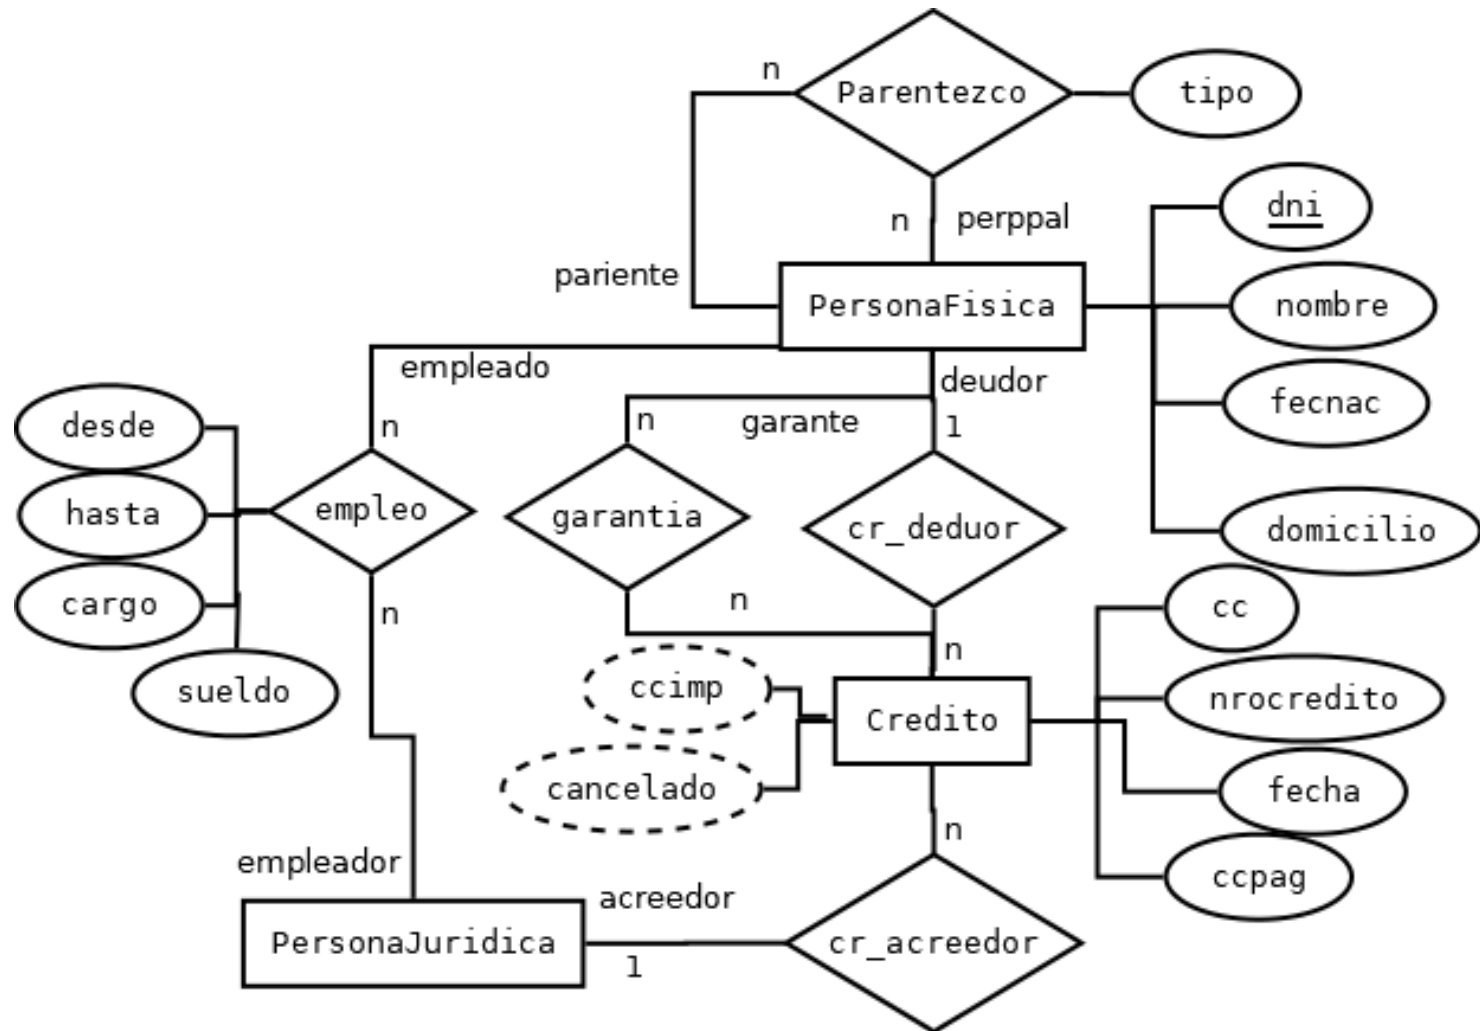 n
Parentezco
tipo
n
perppal
dni
pariente
PersonaFisica
nombre
empleado
deudor
desde
n
n
garante
1
fecnac
hasta
empleo
garantia
cr_deduor
domicilio
cargo
n
n
cc
sueldo
ccimp
n
nrocredito
Credito
cancelado
fecha
n
empleador
acreedor
ccpag
PersonaJuridica
1
cr_acreedor